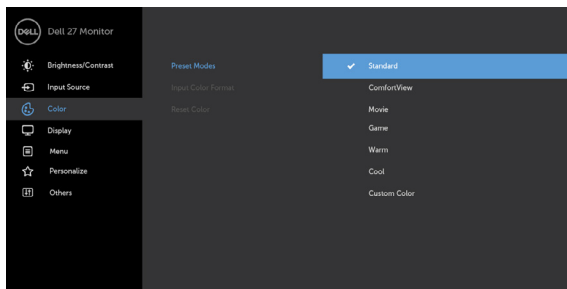 DELL Dell 27 Monitor
Brightness/Contrast Preset Modes Standard
Input Source Input Color Format ComfortView
Color Reset Color Movie
Display Game
Menu Warm
Personalize Cool
Others Custom Color